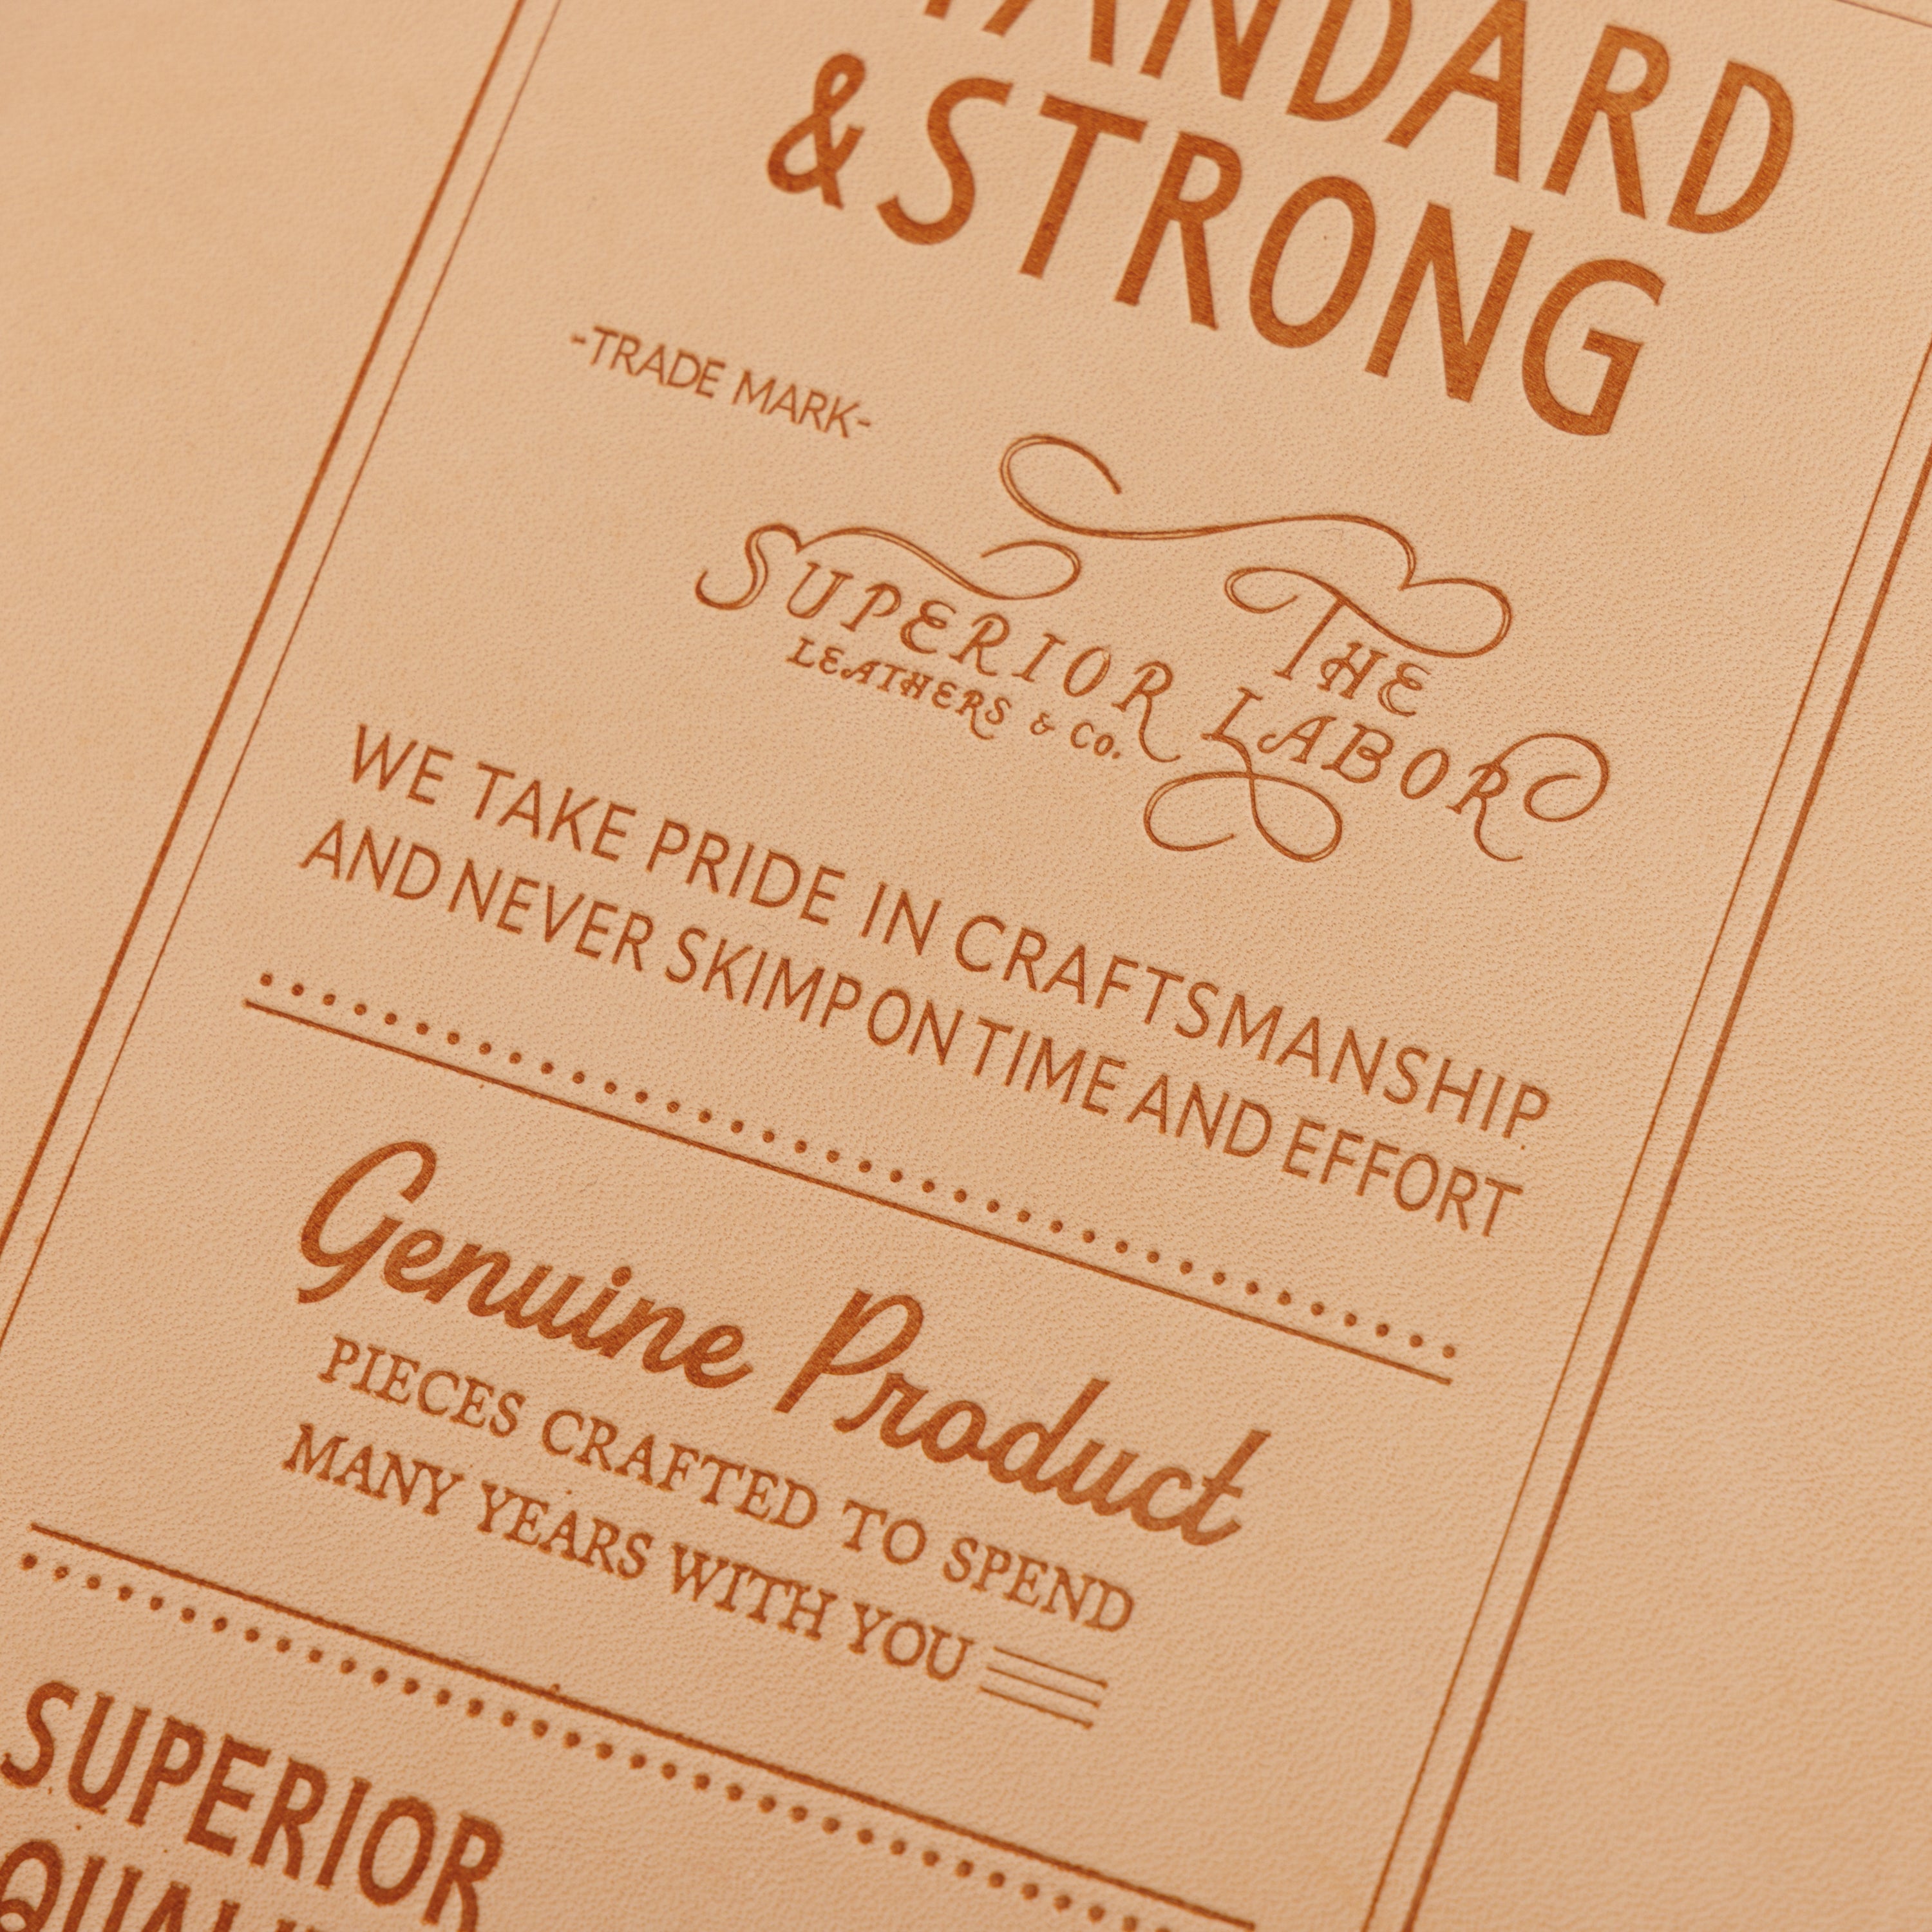 & STRONG
-TRADE MARK-
THE
SUPERIOR LABOR
LEATHERS & CO.
WE TAKE PRIDE IN CRAFTSMANSHIP.
AND NEVER SKIMP ON TIME AND EFFORT
Genuine Product
PIECES CRAFTED TO SPEND
MANY YEARS WITH YOU
SUPERIOR